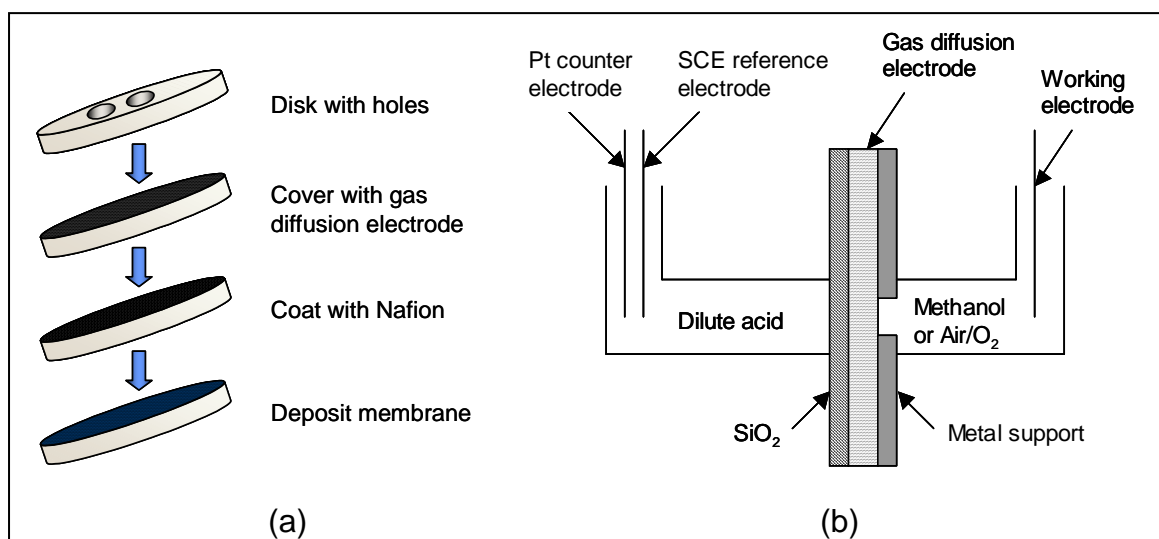 Disk with holes
Cover with gas
diffusion electrode
Coat with Nafion
Deposit membrane
(a)
Pt counter
electrode
SCE reference
electrode
Gas diffusion
electrode
Working
electrode
Dilute acid
Methanol
or Air/O₂
SiO₂
Metal support
(b)